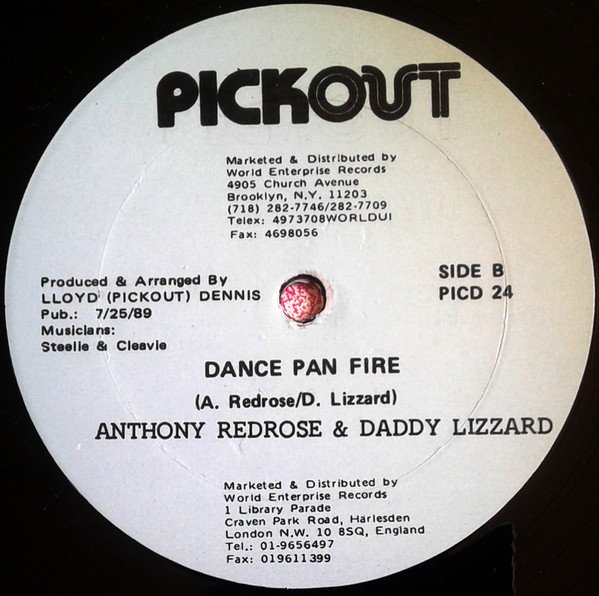 PICKOUT
Marketed & Distributed by
World Enterprise Records
4905 Church Avenue
Brooklyn, N.Y. 11203
(718) 282-7746/282-7709
Telex: 4973708WORLDUI
Fax: 4698056
Produced & Arranged By
LLOYD (PICKOUT) DENNIS
Pub.: 7/25/89
Musicians:
Steelie & Cleavie
SIDE B
PICD 24
DANCE PAN FIRE
(A. Redrose/D. Lizzard)
ANTHONY REDROSE & DADDY LIZZARD
Marketed & Distributed by
World Enterprise Records
1 Library Parade
Craven Park Road, Harlesden
London N.W. 10 8SQ, England
Tel.: 01-9656497
Fax: 019611399